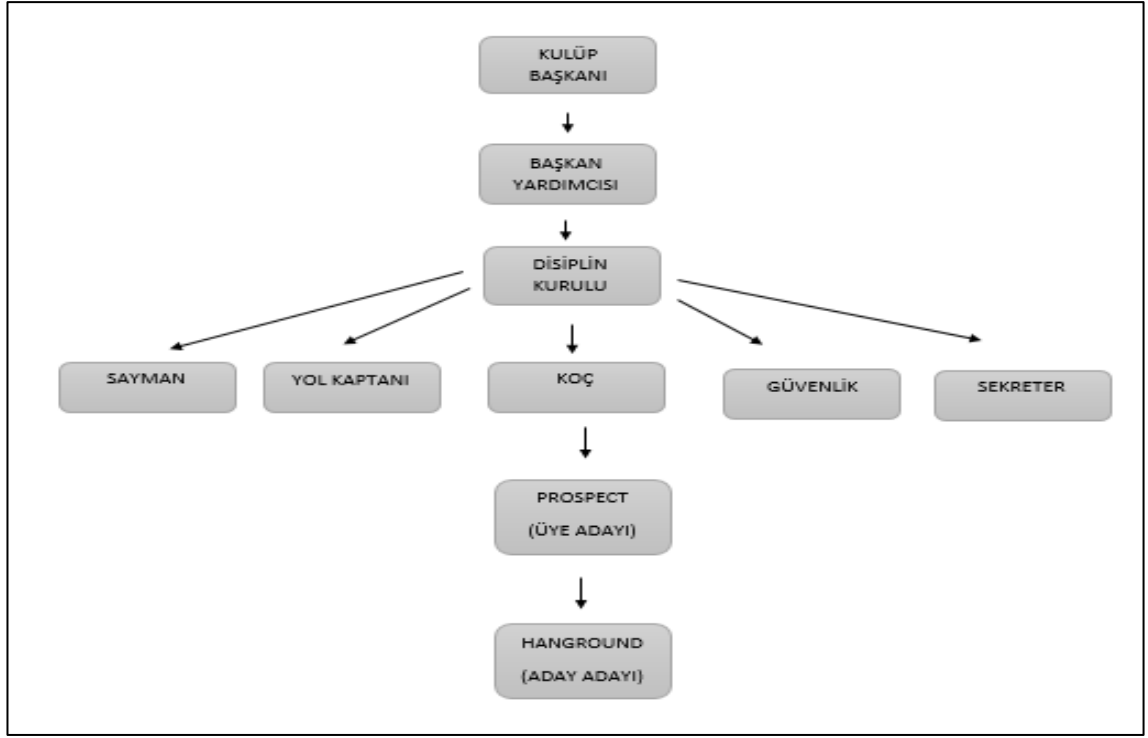 KULÜP
BAŞKANI
BAŞKAN
YARDIMCISI
DİSİPLİN
KURULU
SAYMAN
YOL KAPTANI
KOÇ
GÜVENLİK
SEKRETER
PROSPECT
(ÜYE ADAYI)
HANGROUND
(ADAY ADAYI)